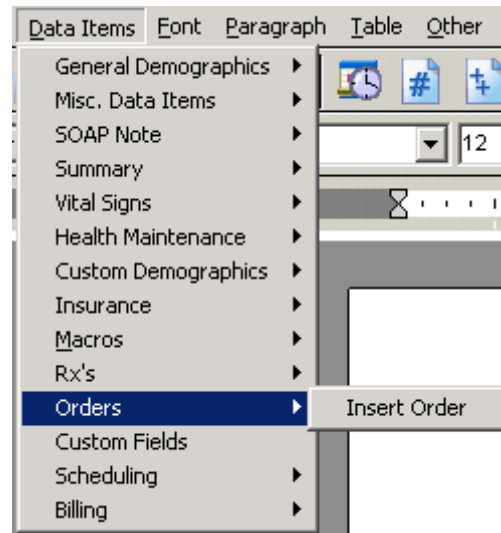 Data Items Font Paragraph Table Other
General Demographics
Misc. Data Items
SOAP Note
12
Summary
Vital Signs
Health Maintenance
Custom Demographics
Insurance
Macros
Rx's
Orders
Insert Order
Custom Fields
Scheduling
Billing